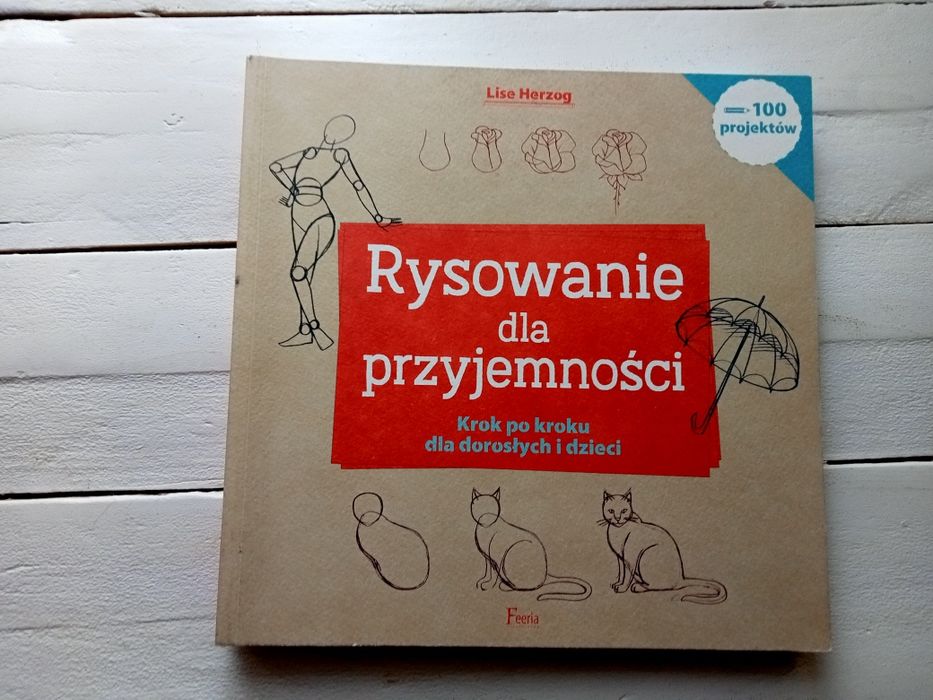 Lise Herzog
100
projektów
Rysowanie
dla
przyjemności
Krok po kroku
dla dorosłych i dzieci
Feeria